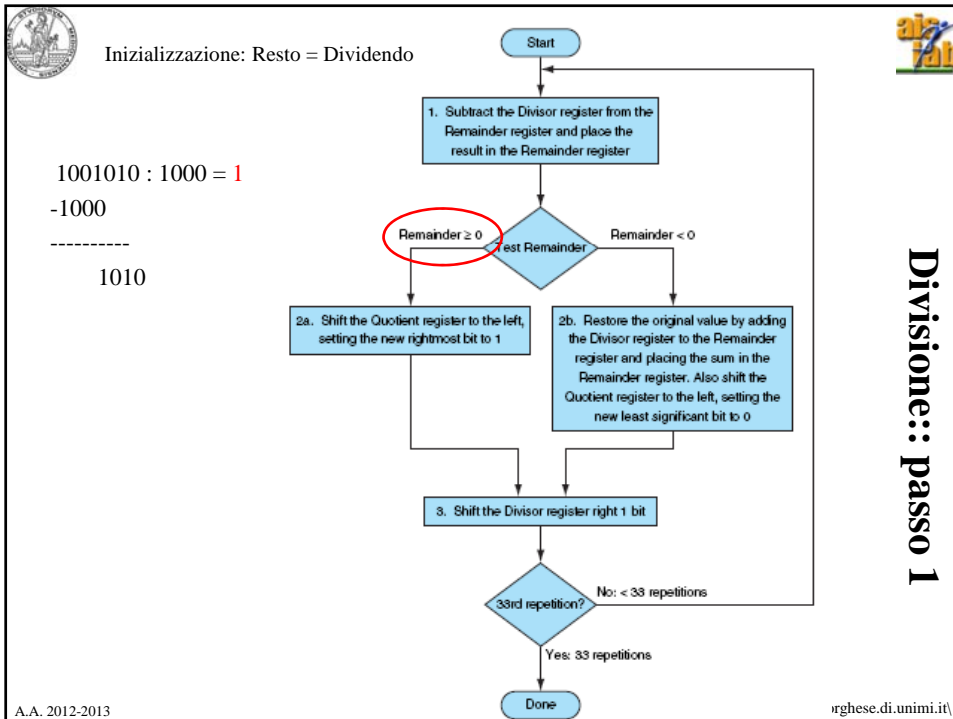 Inizializzazione: Resto = Dividendo
1001010 : 1000 = 1
-1000
----------
1010
Start
1. Subtract the Divisor register from the
Remainder register and place the
result in the Remainder register
Remainder ≥ 0
Test Remainder
Remainder < 0
2a. Shift the Quotient register to the left,
setting the new rightmost bit to 1
2b. Restore the original value by adding
the Divisor register to the Remainder
register and placing the sum in the
Remainder register. Also shift the
Quotient register to the left, setting the
new least significant bit to 0
3. Shift the Divisor register right 1 bit
33rd repetition?
No: < 33 repetitions
Yes: 33 repetitions
Done
Divisione:: passo 1
A.A. 2012-2013
rghese.di.unimi.it\